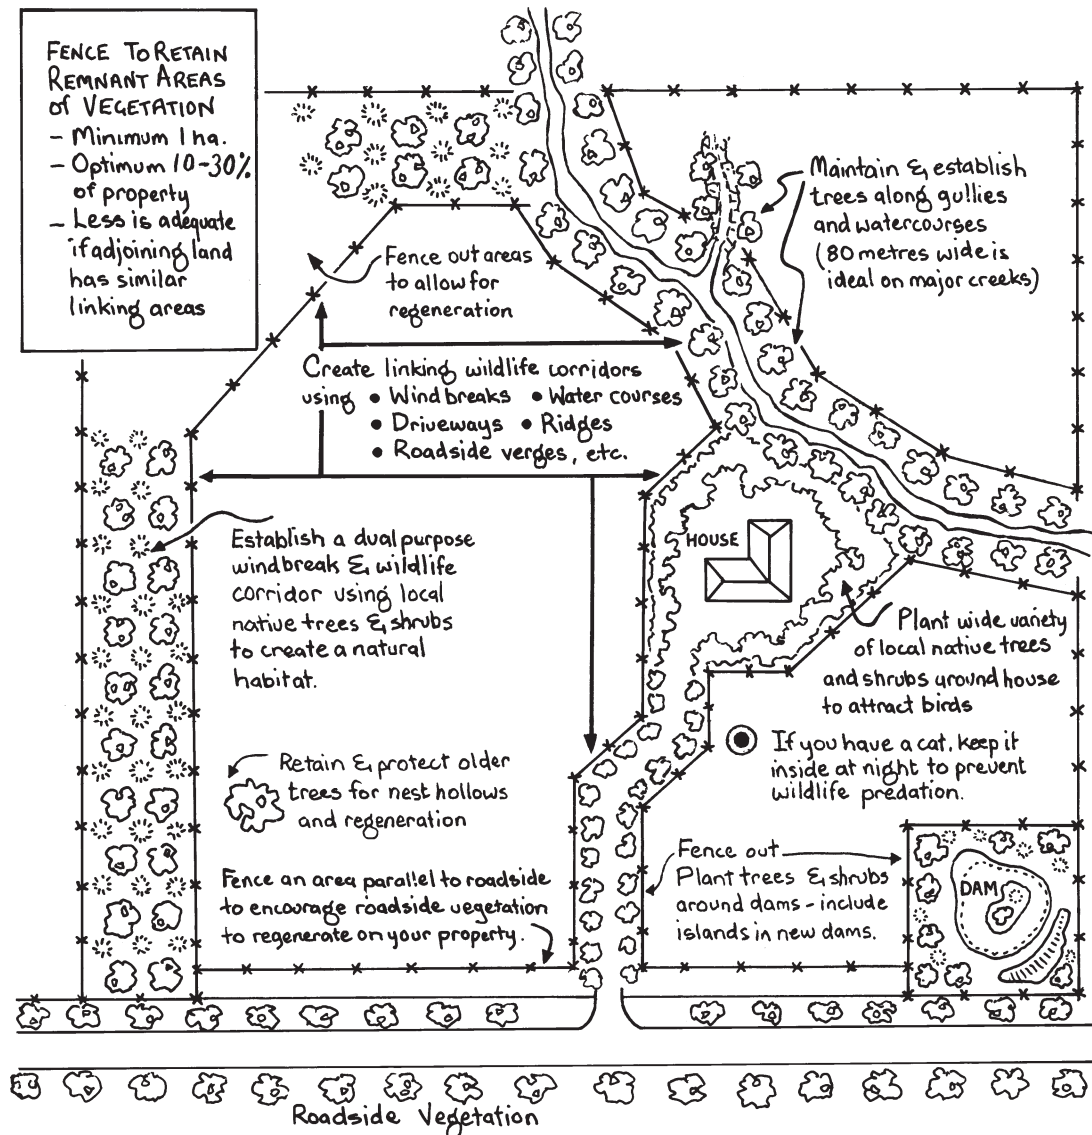 FENCE TO RETAIN
REMNANT AREAS
of VEGETATION
- Minimum 1 ha.
- Optimum 10-30%
of property
- Less is adequate
if adjoining land
has similar
linking areas
Maintain & establish
trees along gullies
and watercourses
(80 metres wide is
ideal on major creeks)
Fence out areas
to allow for
regeneration
Create linking wildlife corridors
using • Windbreaks • Water courses
• Driveways • Ridges
• Roadside verges, etc.
Establish a dual purpose
windbreak & wildlife
corridor using local
native trees & shrubs
to create a natural
habitat.
HOUSE
Plant wide variety
of local native trees
and shrubs around house
to attract birds
If you have a cat, keep it
inside at night to prevent
wildlife predation.
Retain & protect older
trees for nest hollows
and regeneration
Fence an area parallel to roadside
to encourage roadside vegetation
to regenerate on your property.
Fence out
Plant trees & shrubs
around dams - include
islands in new dams.
DAM
Roadside Vegetation